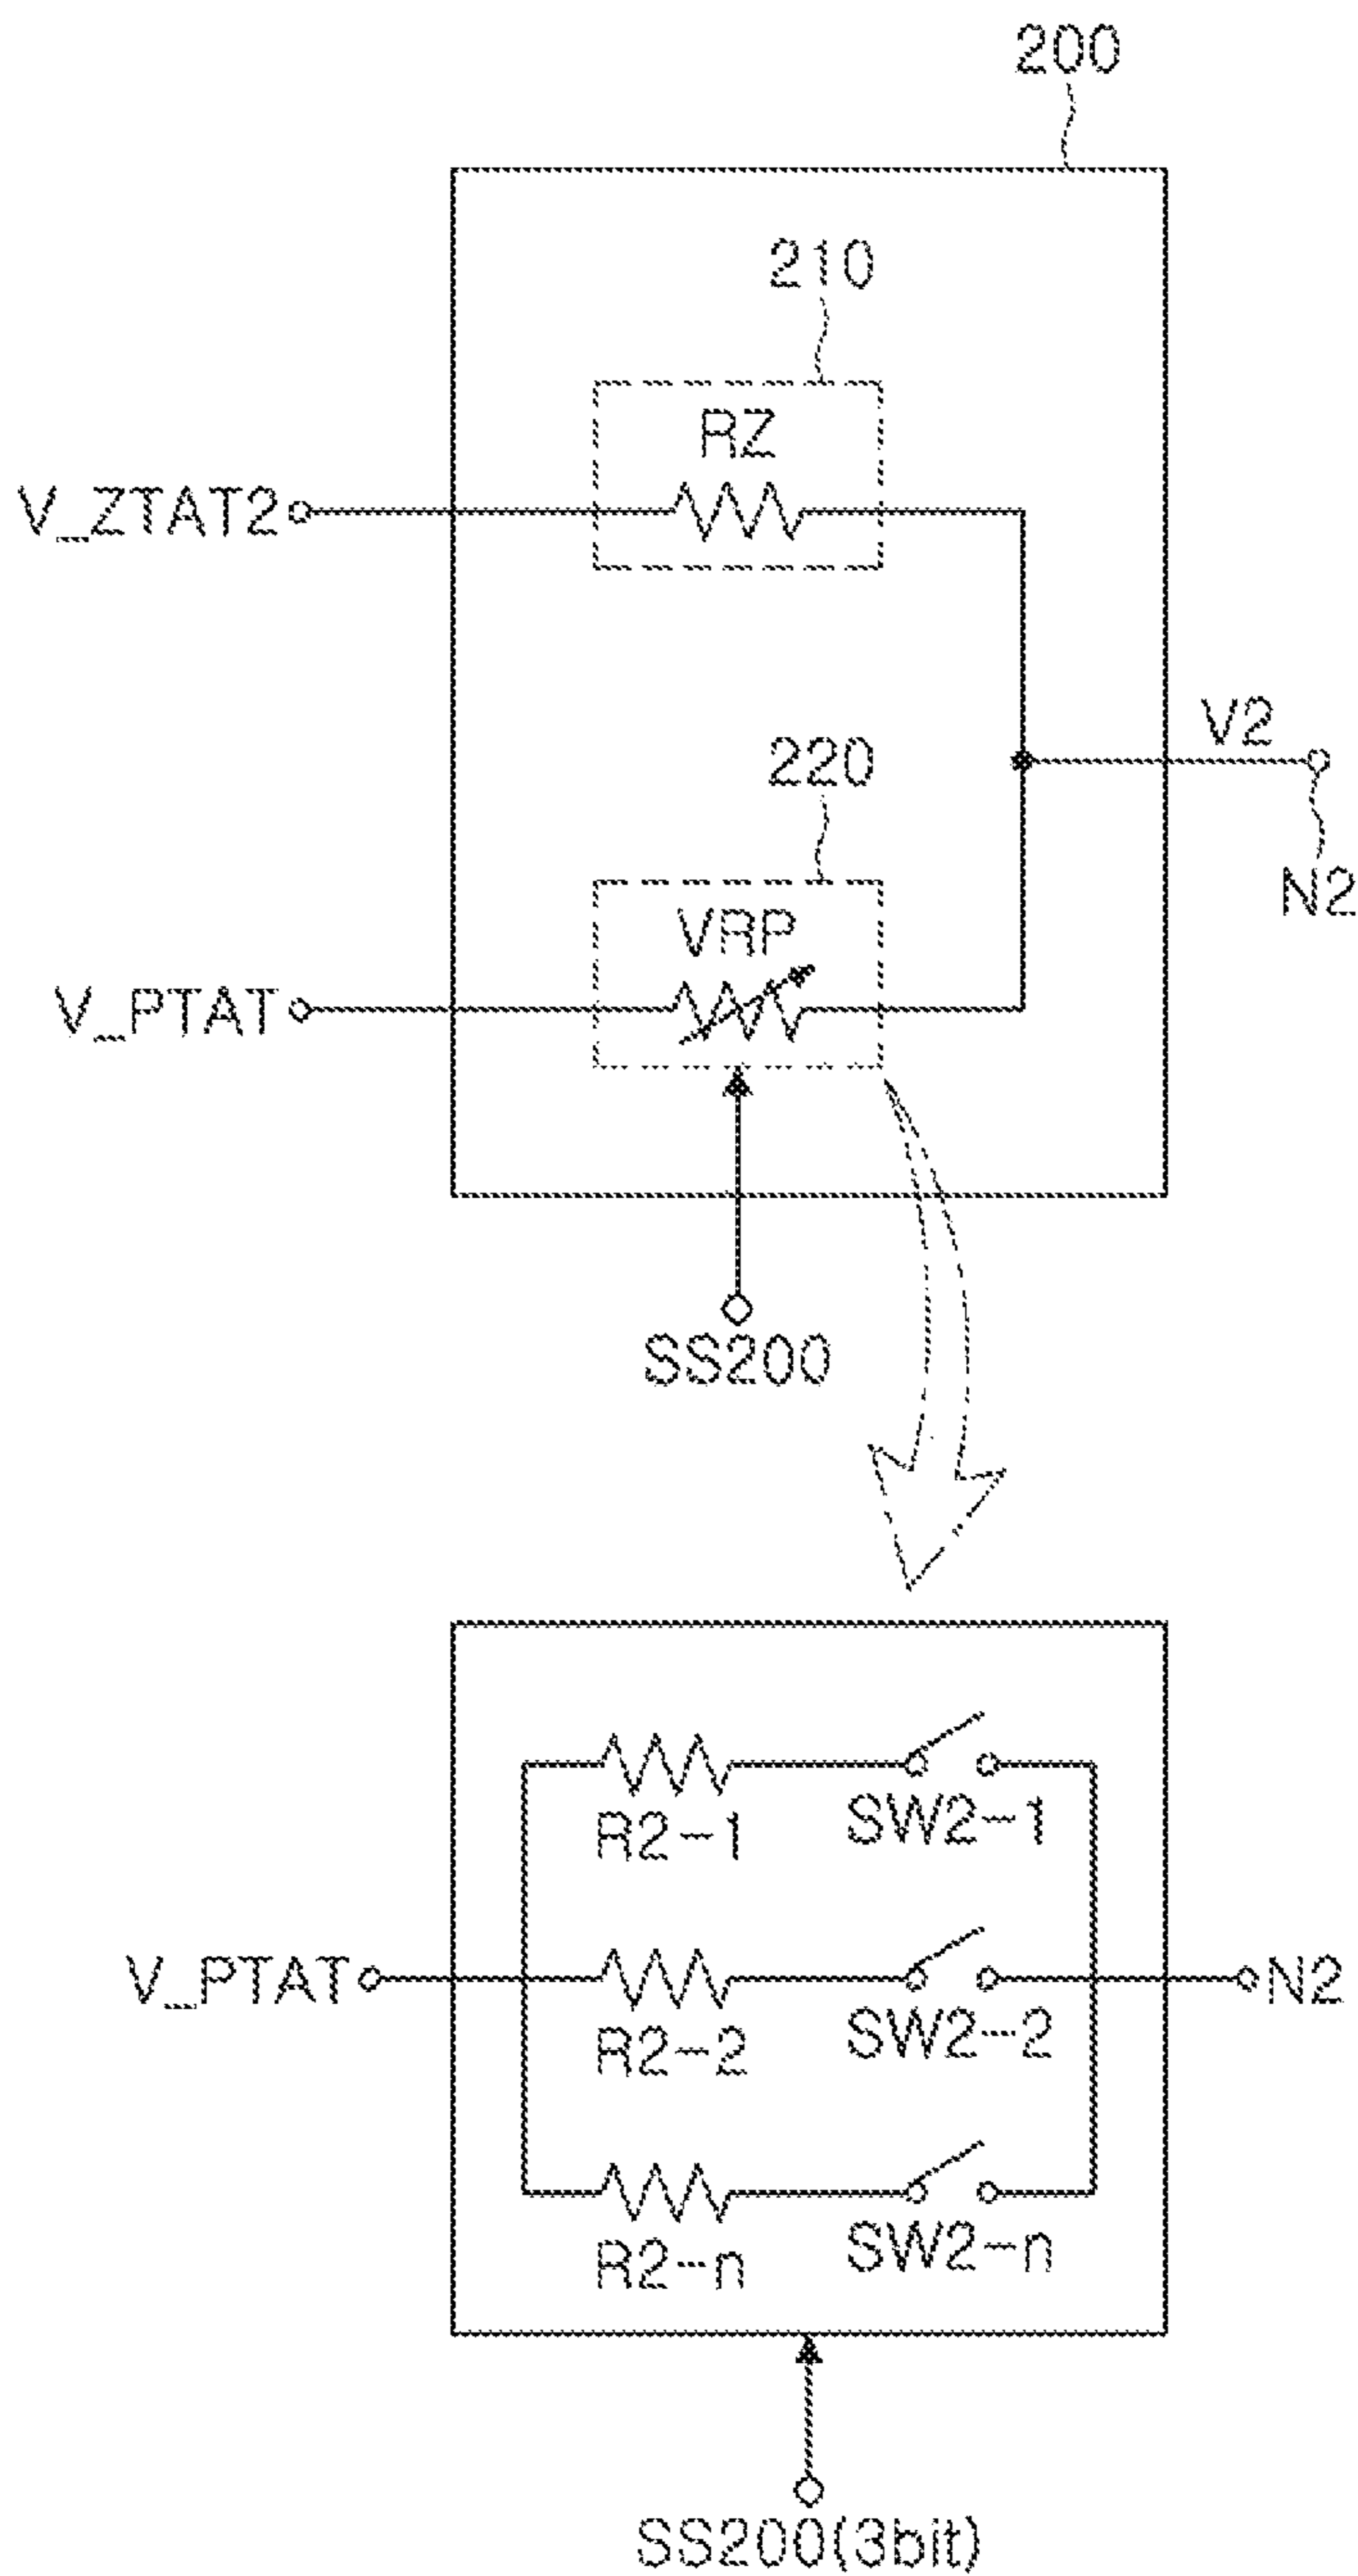 200
210
RZ
V_ZTAT2
V2
220
N2
VRP
V_PTAT
SS200
R2-1
SW2-1
V_PTAT
N2
R2-2
SW2-2
R2-n
SW2-n
SS200(3bit)